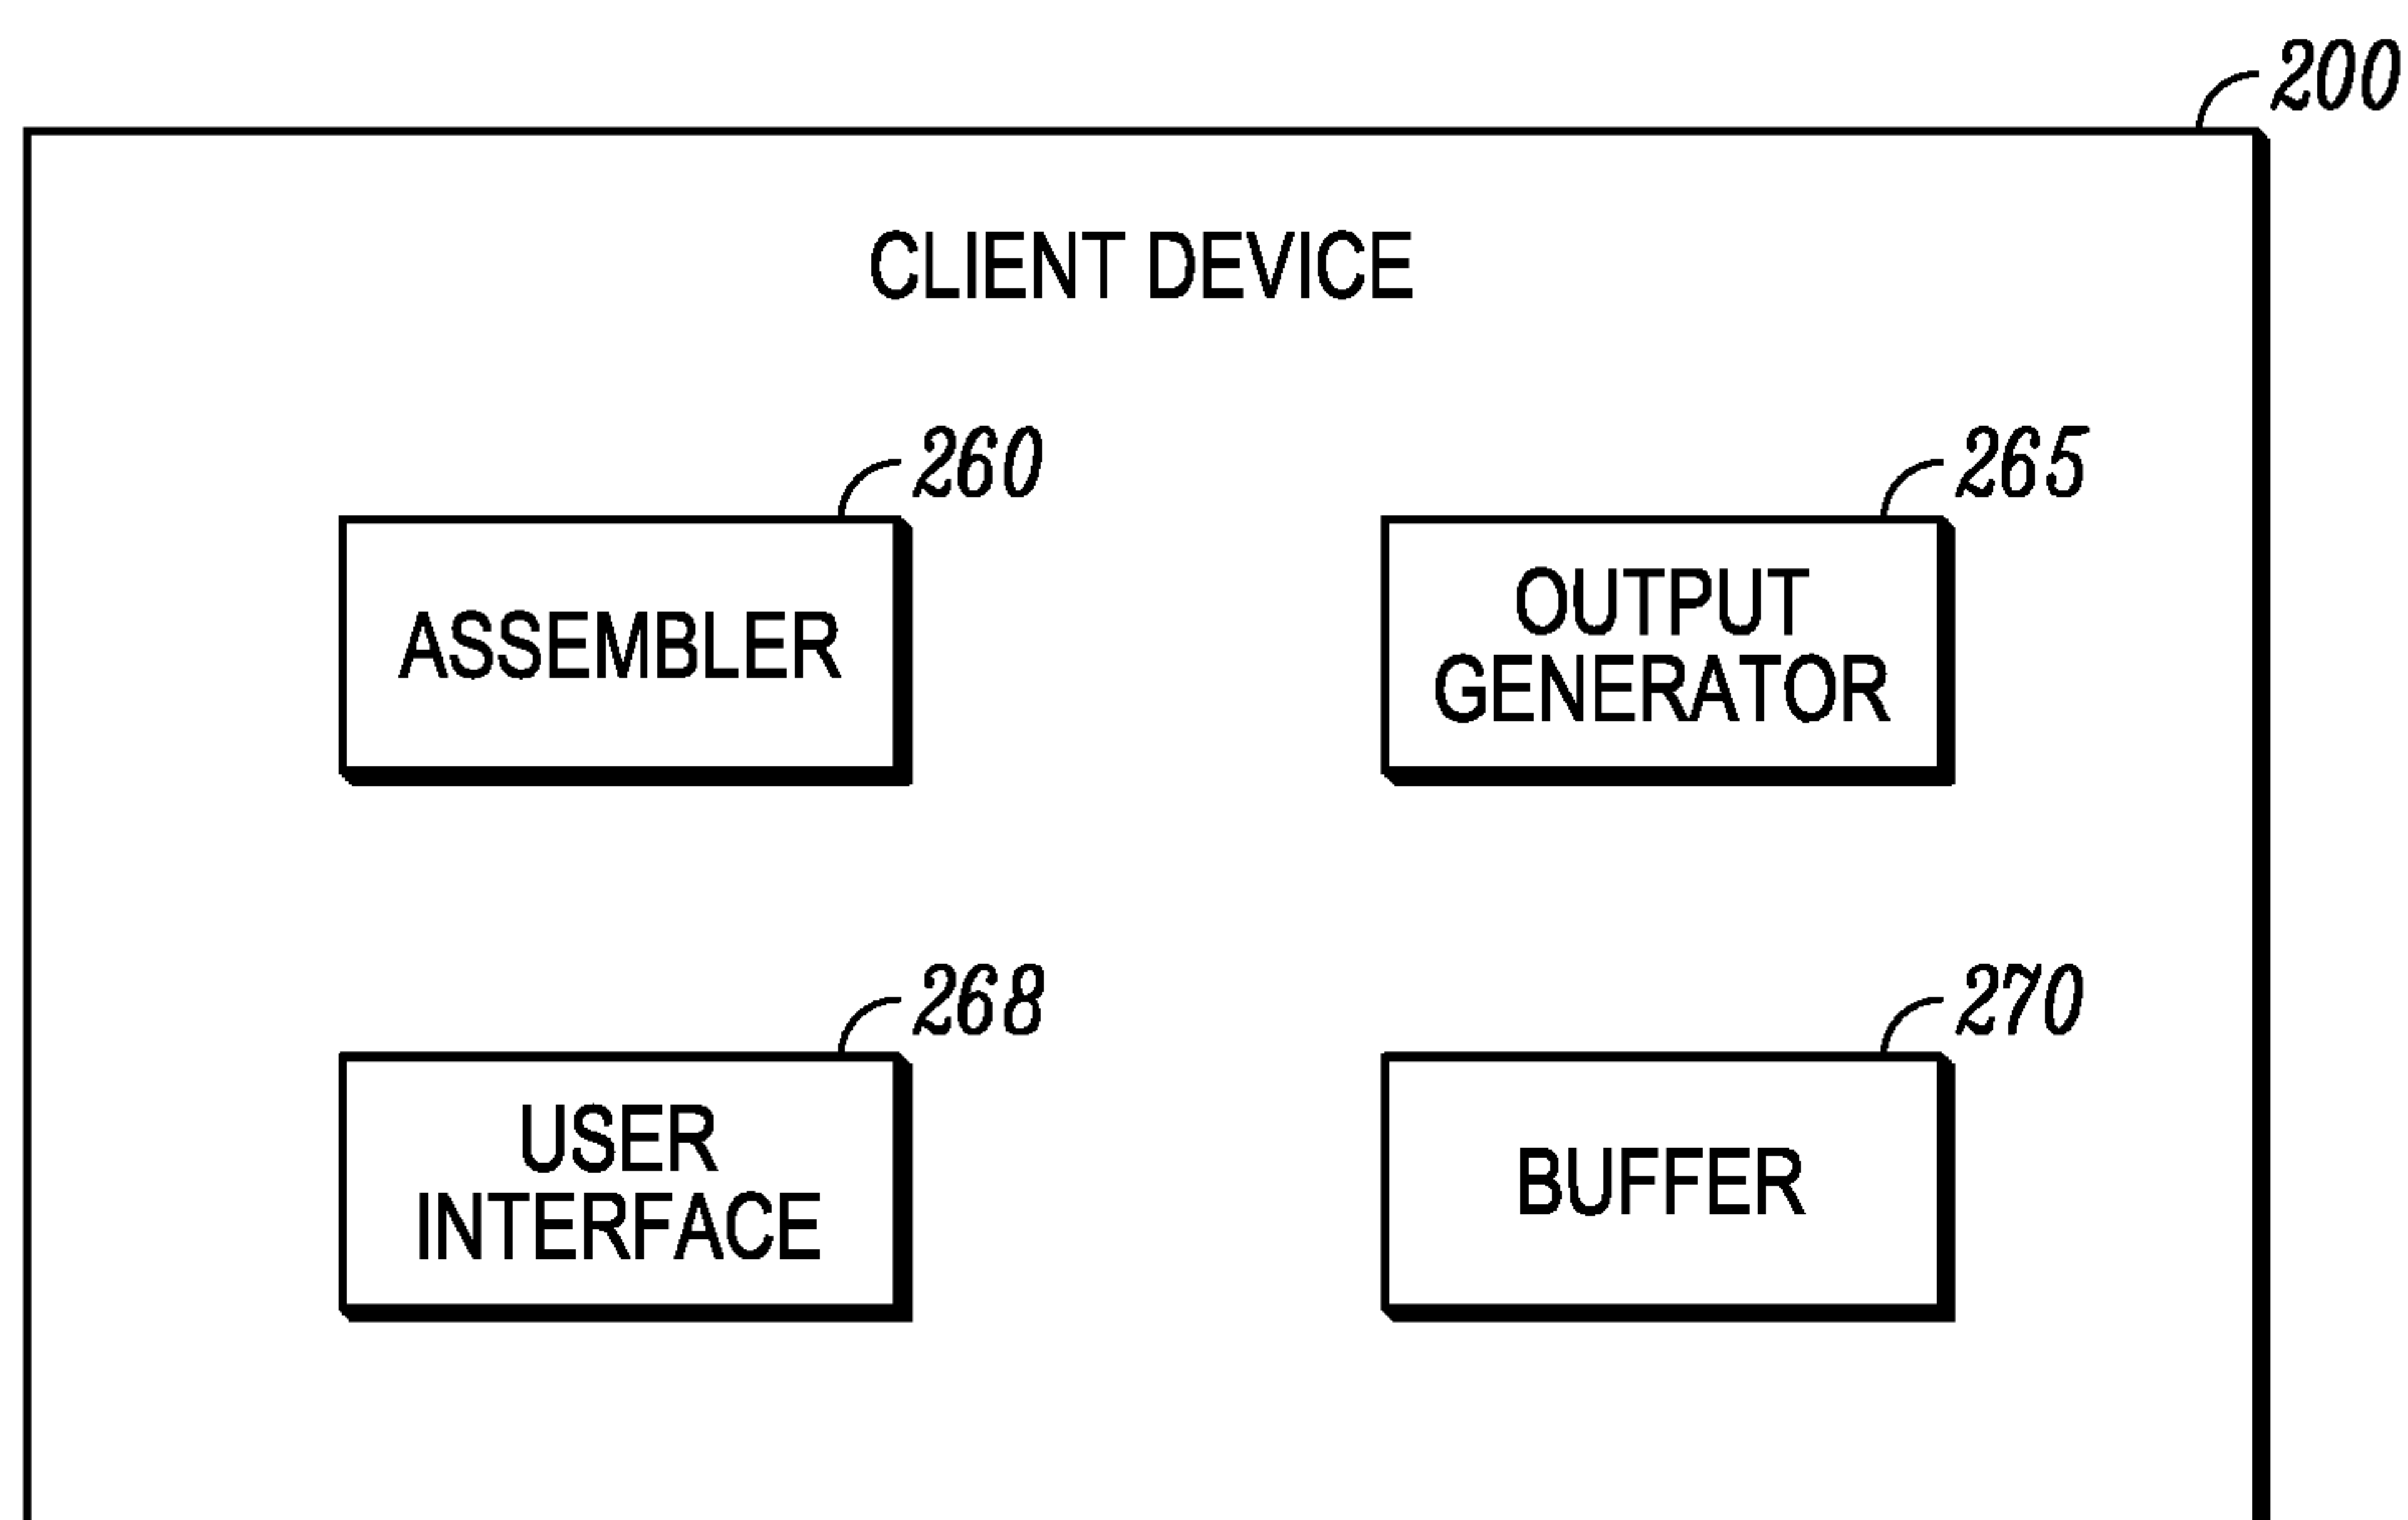 200
CLIENT DEVICE
260
ASSEMBLER
265
OUTPUT
GENERATOR
268
USER
INTERFACE
270
BUFFER